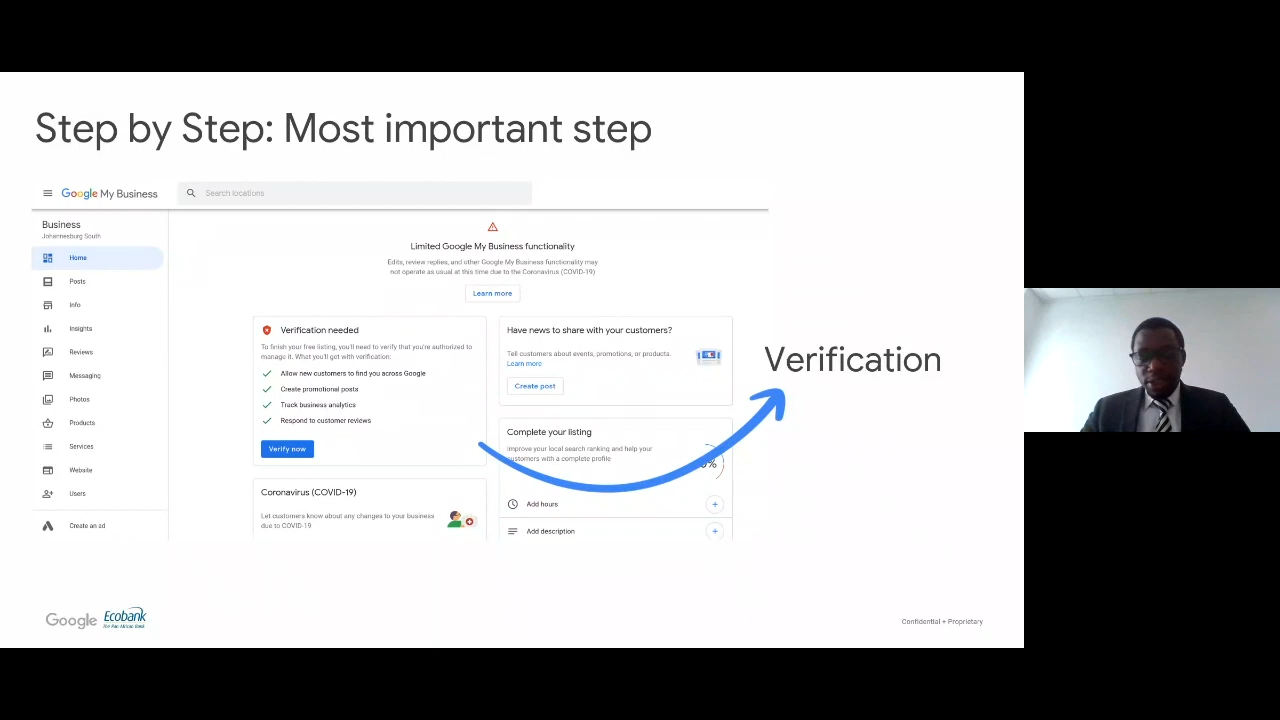 Step by Step: Most important step
Google My Business
Search locations
Business
Johannesburg South
Home
Posts
Info
Insights
Reviews
Messaging
Photos
Products
Services
Website
Users
Create an ad
Limited Google My Business functionality
Edits, review replies, and other Google My Business functionality may
not operate as usual at this time due to the Coronavirus (COVID-19)
Learn more
Verification needed
To finish your free listing, you'll need to verify that you're authorized to
manage it. What you'll get with verification:
Allow new customers to find you across Google
Create promotional posts
Track business analytics
Respond to customer reviews
Verify now
Coronavirus (COVID-19)
Let customers know about any changes to your business
due to COVID-19
Have news to share with your customers?
Tell customers about events, promotions, or products.
Learn more
Create post
Complete your listing
Improve your local search ranking and help your
customers with a complete profile
Add hours
Add description
Verification
Google
Ecobank
The Pan African Bank
Confidential + Proprietary